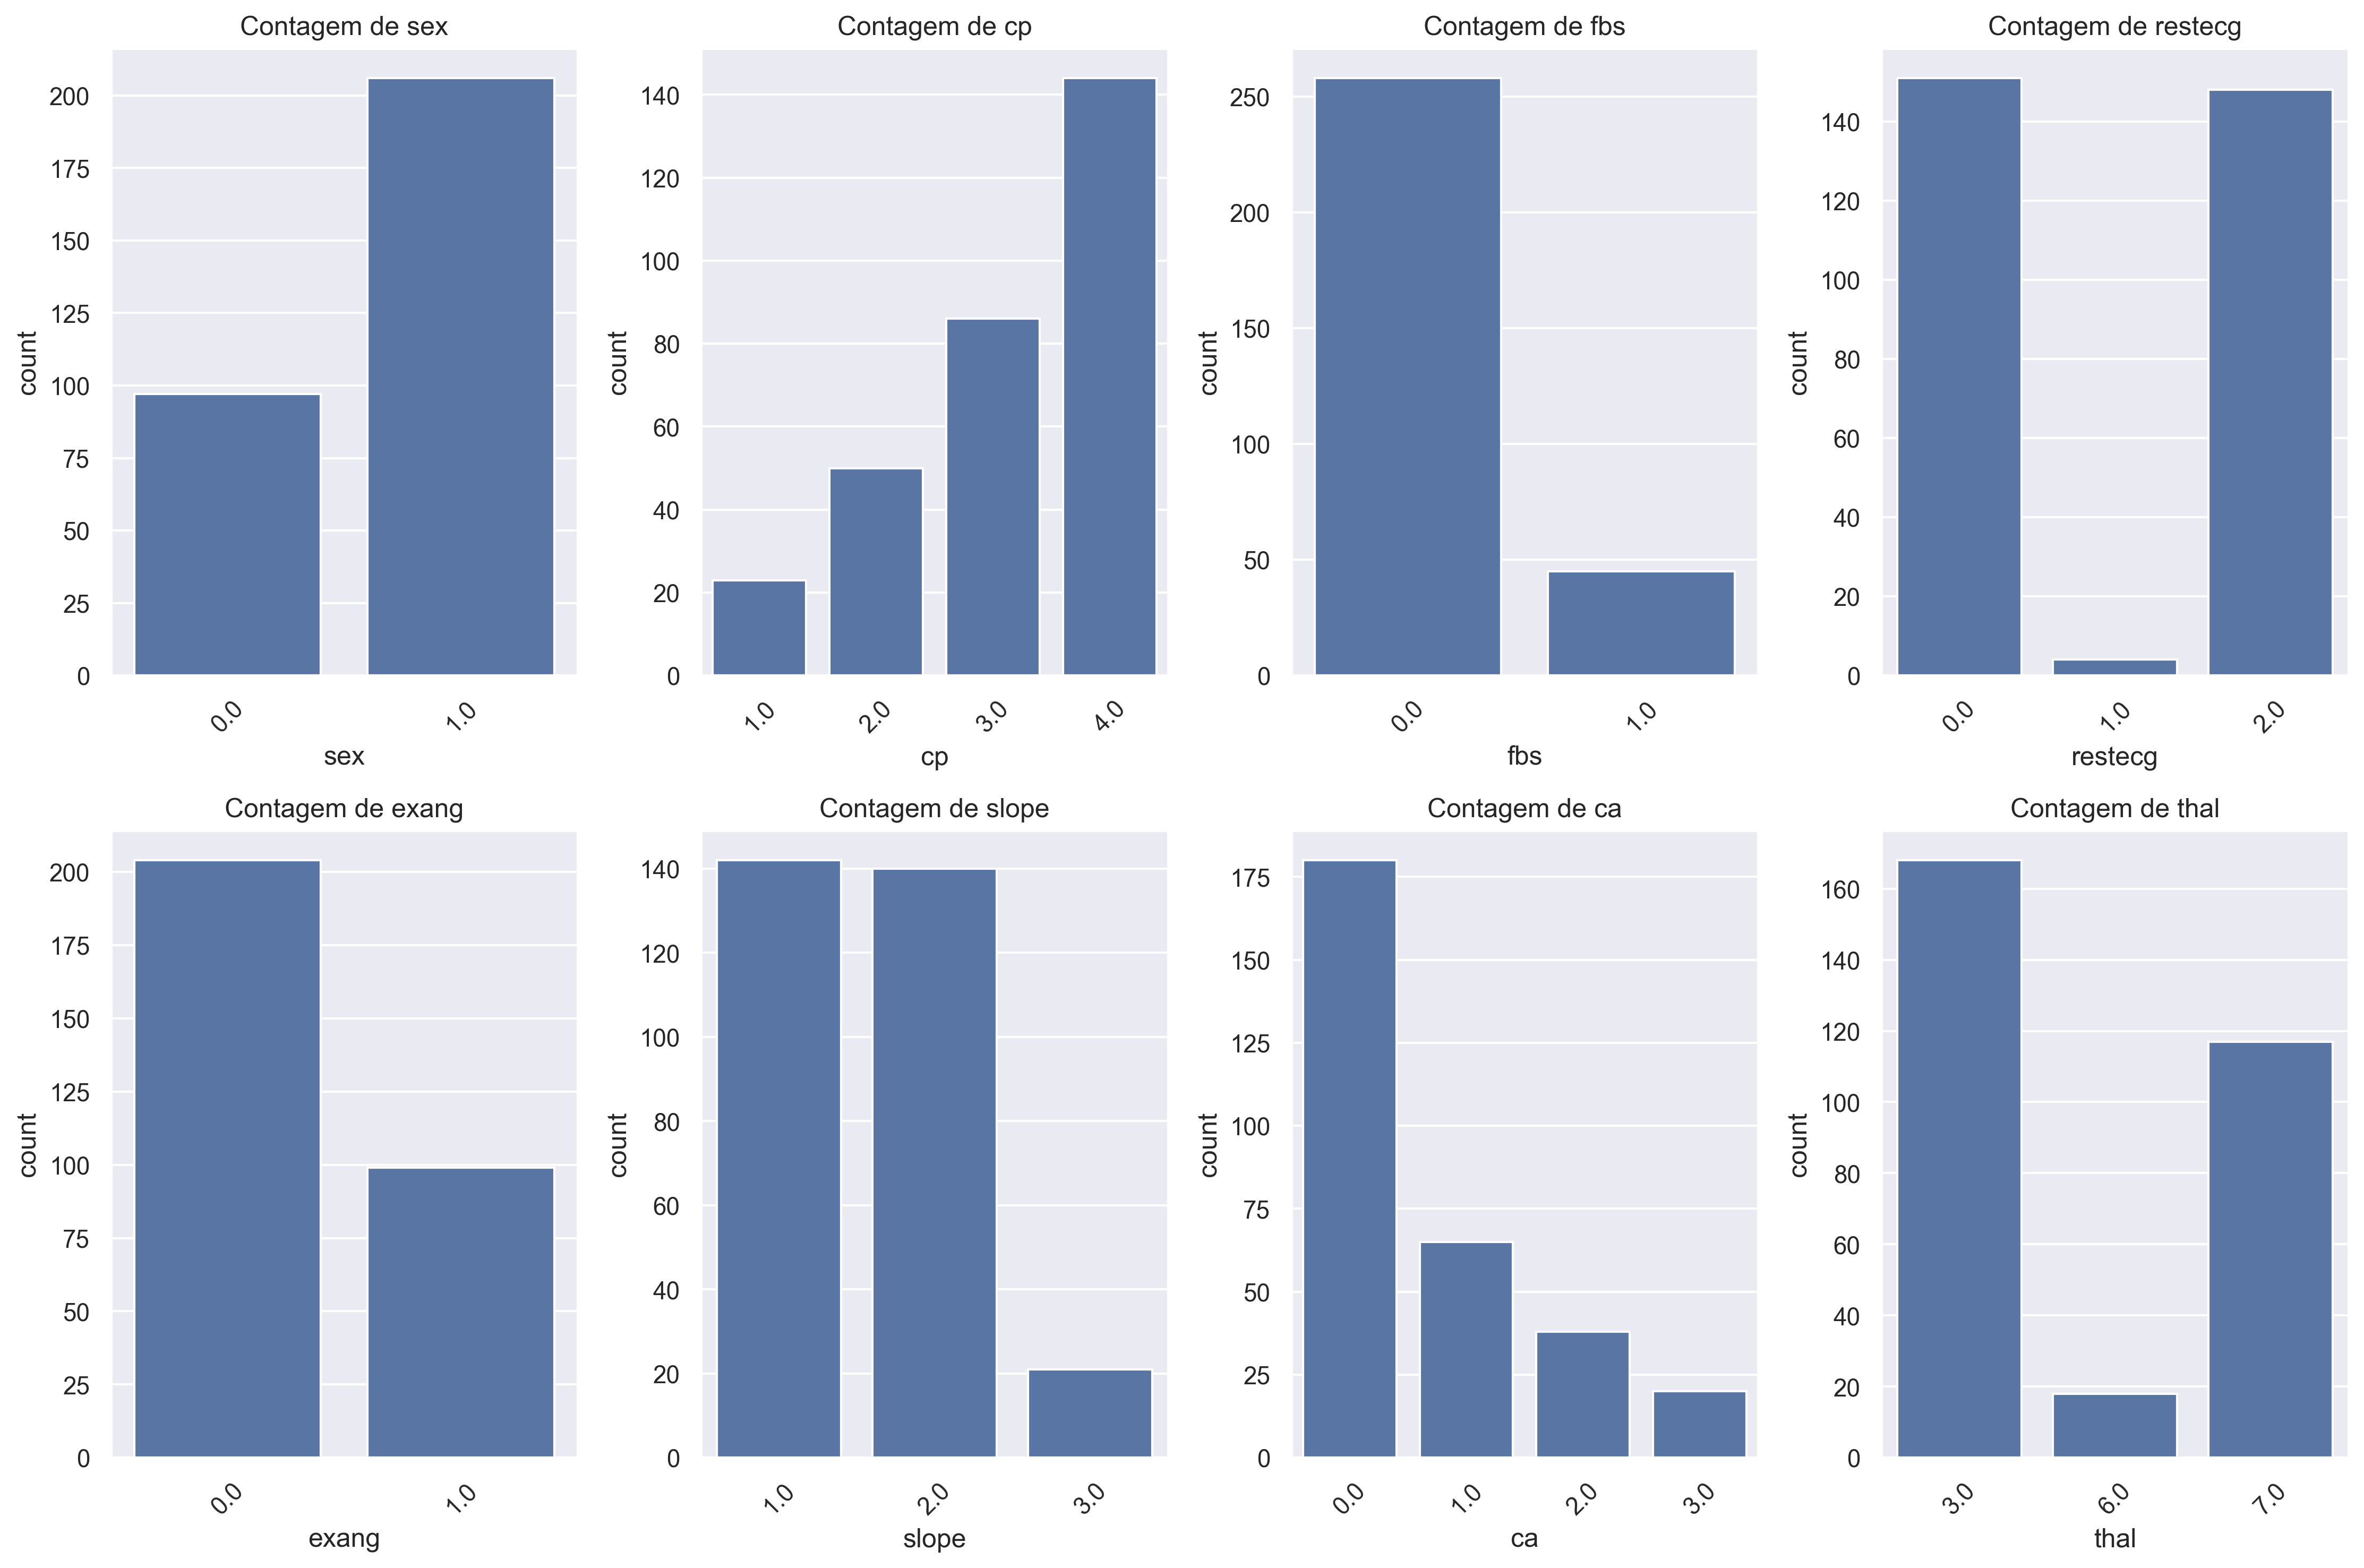 Contagem de sex
200
175
150
125
100
75
50
25
0
count
0.0 1.0
sex
Contagem de cp
140
120
100
80
60
40
20
0
count
1.0 2.0 3.0 4.0
cp
Contagem de fbs
250
200
150
100
50
0
count
0.0 1.0
fbs
Contagem de restecg
140
120
100
80
60
40
20
0
count
0.0 1.0 2.0
restecg
Contagem de exang
200
175
150
125
100
75
50
25
0
count
0.0 1.0
exang
Contagem de slope
140
120
100
80
60
40
20
0
count
1.0 2.0 3.0
slope
Contagem de ca
175
150
125
100
75
50
25
0
count
0.0 1.0 2.0 3.0
ca
Contagem de thal
160
140
120
100
80
60
40
20
0
count
3.0 6.0 7.0
thal